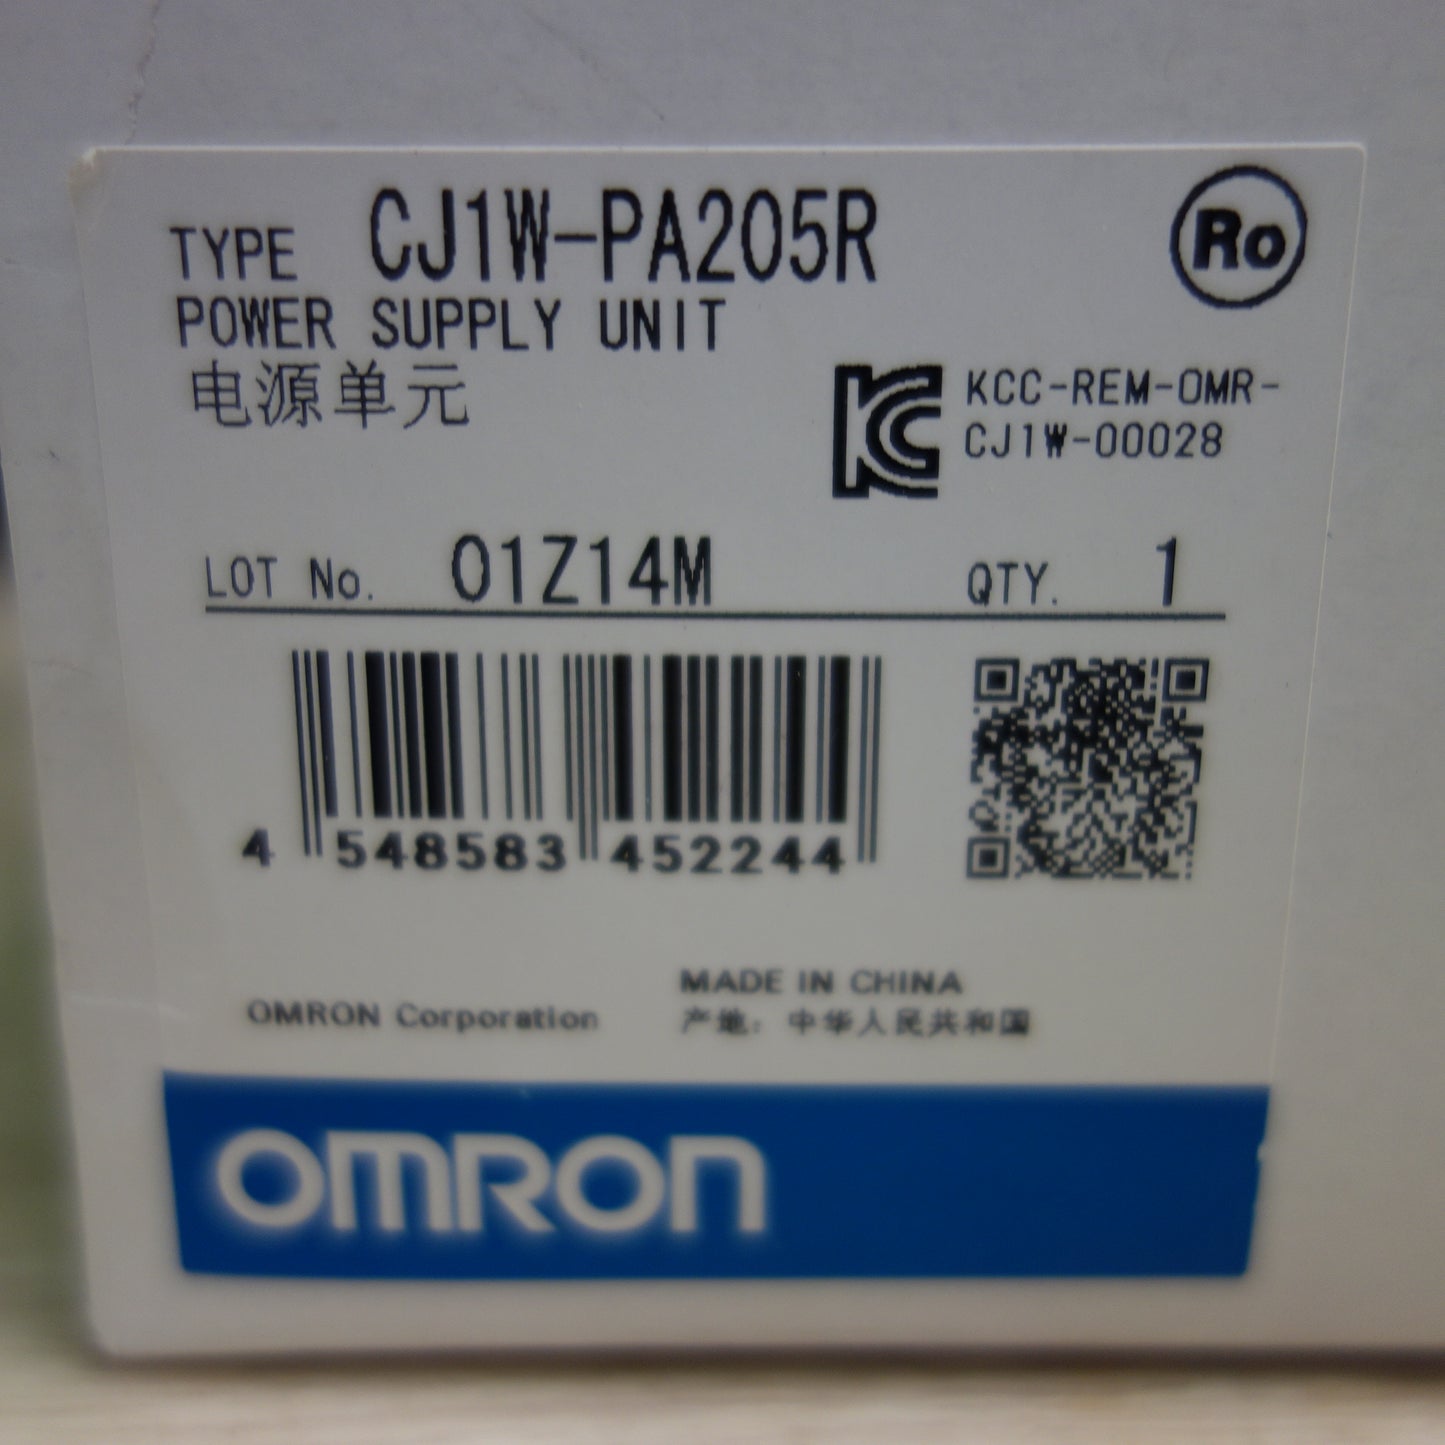 TYPE CJ1W-PA205R
Ro
POWER SUPPLY UNIT
电源单元
KC KCC-REM-OMR-
CJ1W-00028
LOT No. 01Z14M QTY. 1
4 548583 452244
MADE IN CHINA
OMRON Corporation
产地：中华人民共和国
OMRON